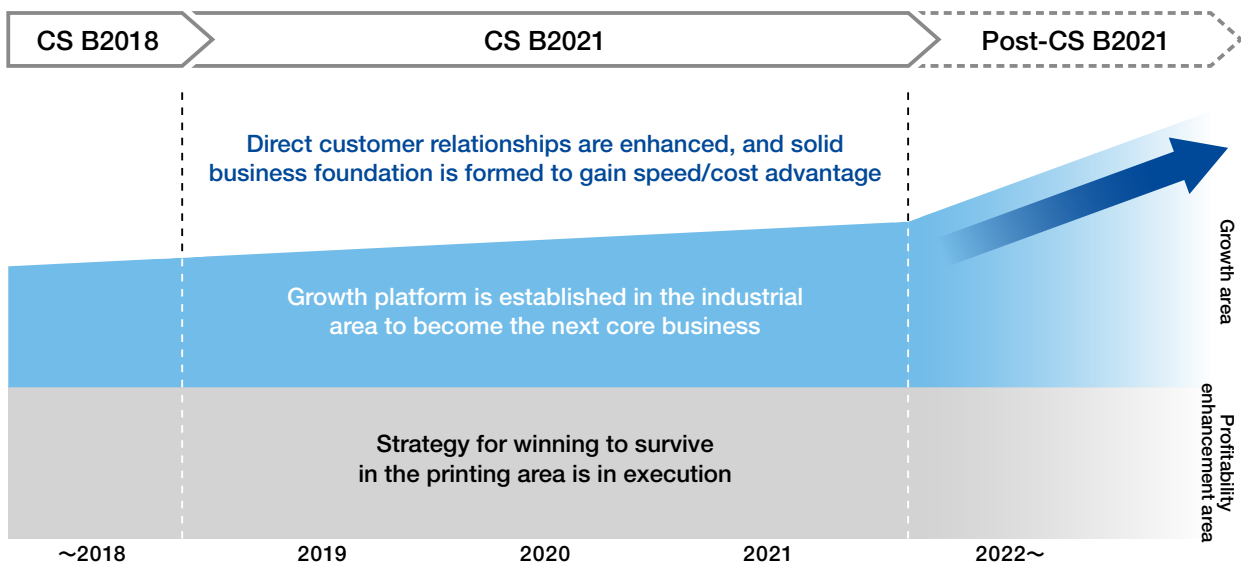 CS B2018
CS B2021
Post-CS B2021
Direct customer relationships are enhanced, and solid
business foundation is formed to gain speed/cost advantage
Growth platform is established in the industrial
area to become the next core business
Growth area
Strategy for winning to survive
in the printing area is in execution
Profitability
enhancement area
～2018
2019
2020
2021
2022～